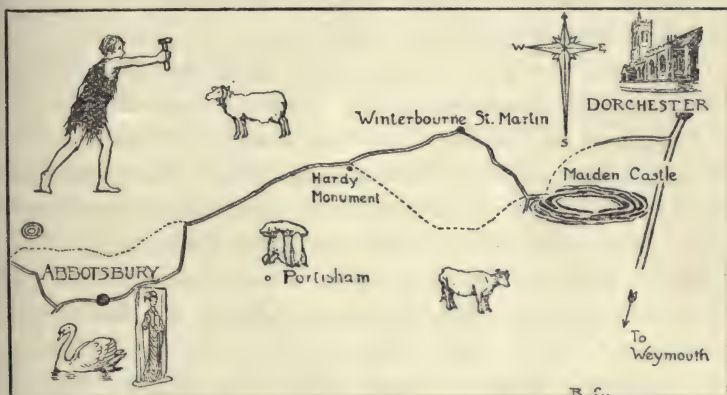 W E
S
DORCHESTER
Winterbourne St. Martin
Maiden Castle
Hardy
Monument
ABBOTSBURY
Portisham
To
Weymouth